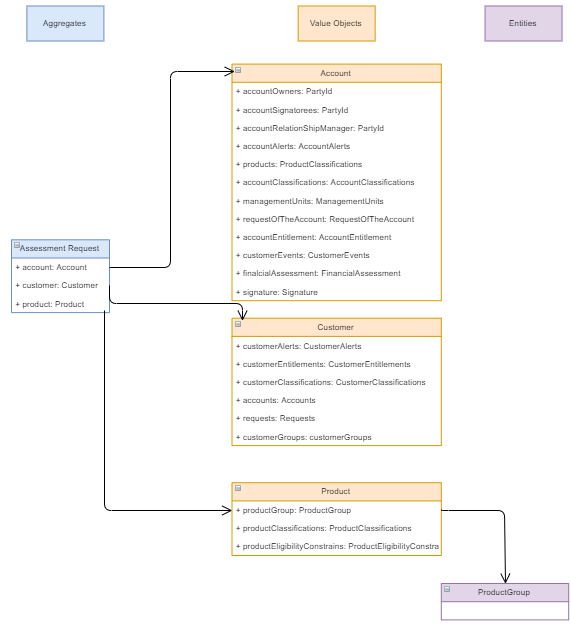 Aggregates
Value Objects
Entities
Account
+ accountOwners: PartyId
+ accountSignatorees: PartyId
+ accountRelationShipManager: PartyId
+ accountAlerts: AccountAlerts
+ products: ProductClassifications
+ accountClassifications: AccountClassifications
+ managementUnits: ManagementUnits
+ requestOfTheAccount: RequestOfTheAccount
+ accountEntitlement: AccountEntitlement
+ customerEvents: CustomerEvents
+ finalcialAssessment: FinancialAssessment
+ signature: Signature
Assessment Request
+ account: Account
+ customer: Customer
+ product: Product
Customer
+ customerAlerts: CustomerAlerts
+ customerEntitlements: CustomerEntitlements
+ customerClassifications: CustomerClassifications
+ accounts: Accounts
+ requests: Requests
+ customerGroups: customerGroups
Product
+ productGroup: ProductGroup
+ productClassifications: ProductClassifications
+ productEligibilityConstrains: ProductEligibilityConstra
ProductGroup